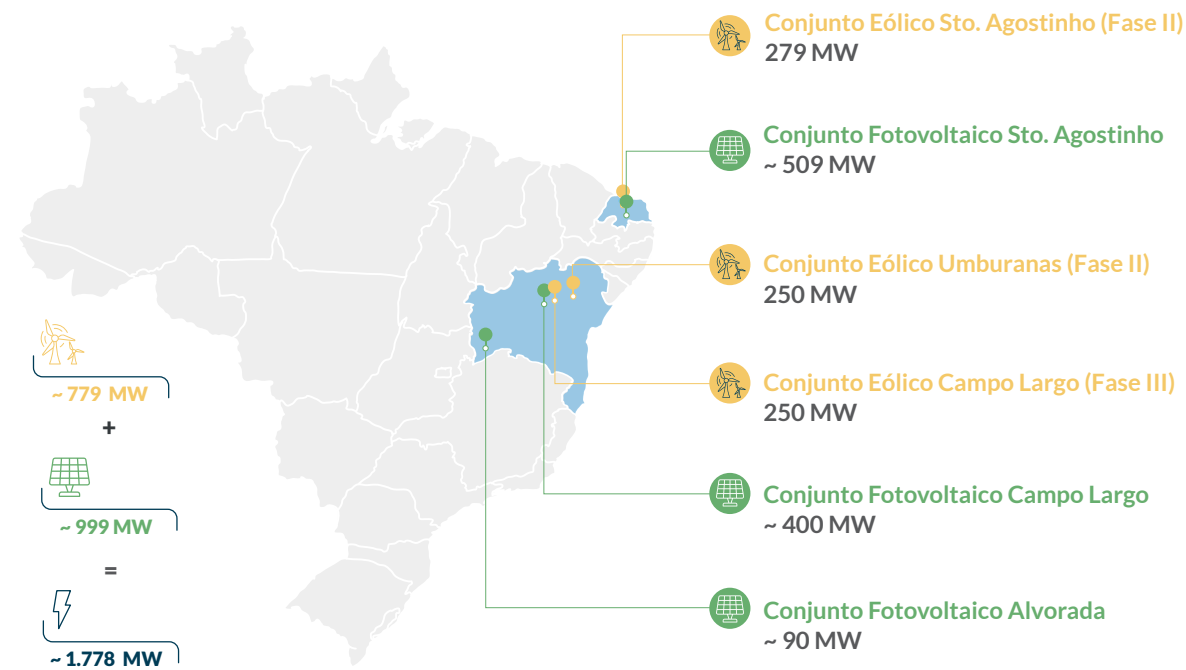 Conjunto Eólico Sto. Agostinho (Fase II)
279 MW
Conjunto Fotovoltaico Sto. Agostinho
~ 509 MW
Conjunto Eólico Umburanas (Fase II)
250 MW
Conjunto Eólico Campo Largo (Fase III)
250 MW
Conjunto Fotovoltaico Campo Largo
~ 400 MW
Conjunto Fotovoltaico Alvorada
~ 90 MW
~ 779 MW
+
~ 999 MW
=
~ 1.778 MW